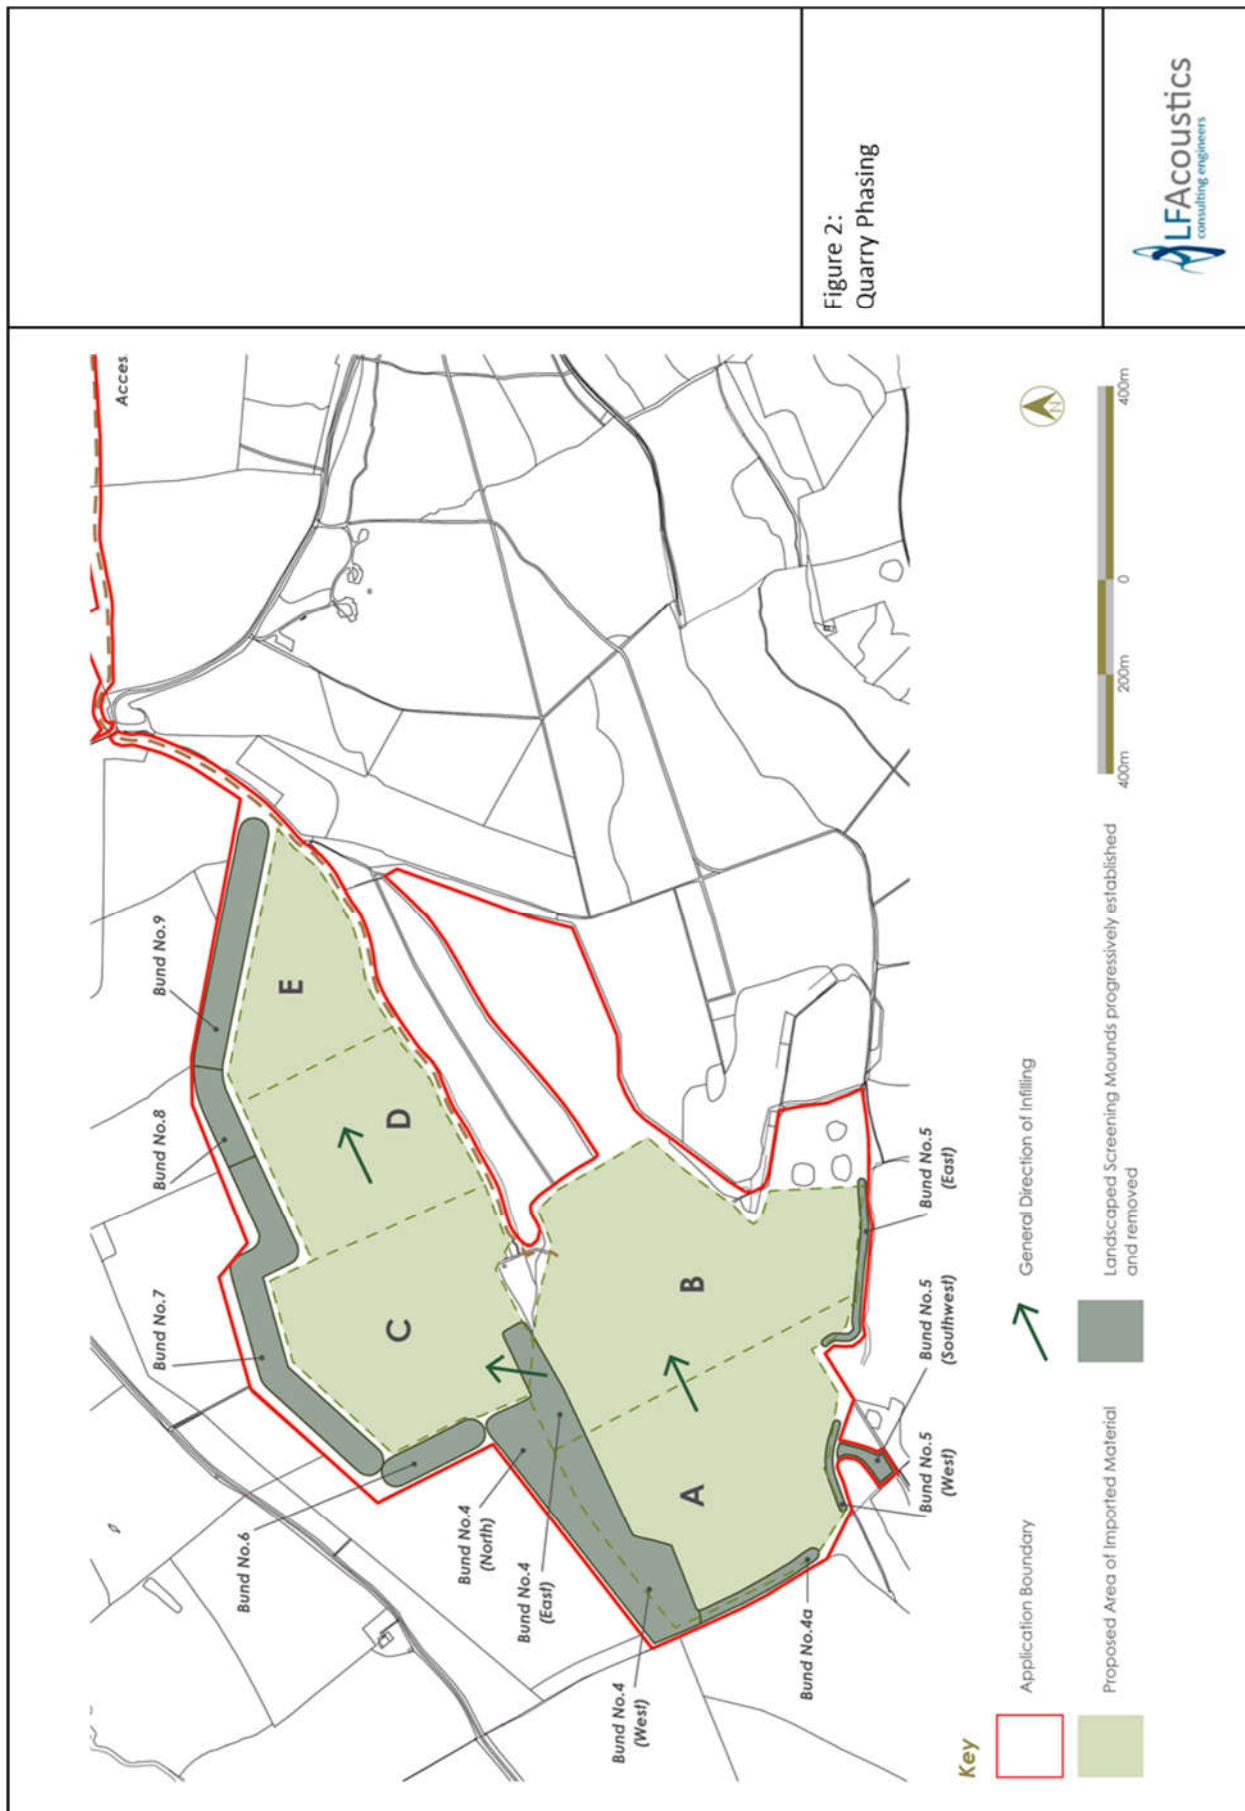 Acces
Bund No.9
Bund No.8
Bund No.7
Bund No.6
Bund No.4
(North)
Bund No.4
(East)
Bund No.4
(West)
Bund No.4a
Bund No.5
(West)
Bund No.5
(Southwest)
Bund No.5
(East)
E
D
C
B
A
Key
Application Boundary
General Direction of Infilling
Proposed Area of Imported Material
Landscaped Screening Mounds progressively established
and removed
N
400m
200m
0
400m
Figure 2:
Quarry Phasing
LFAcoustics
consulting engineers